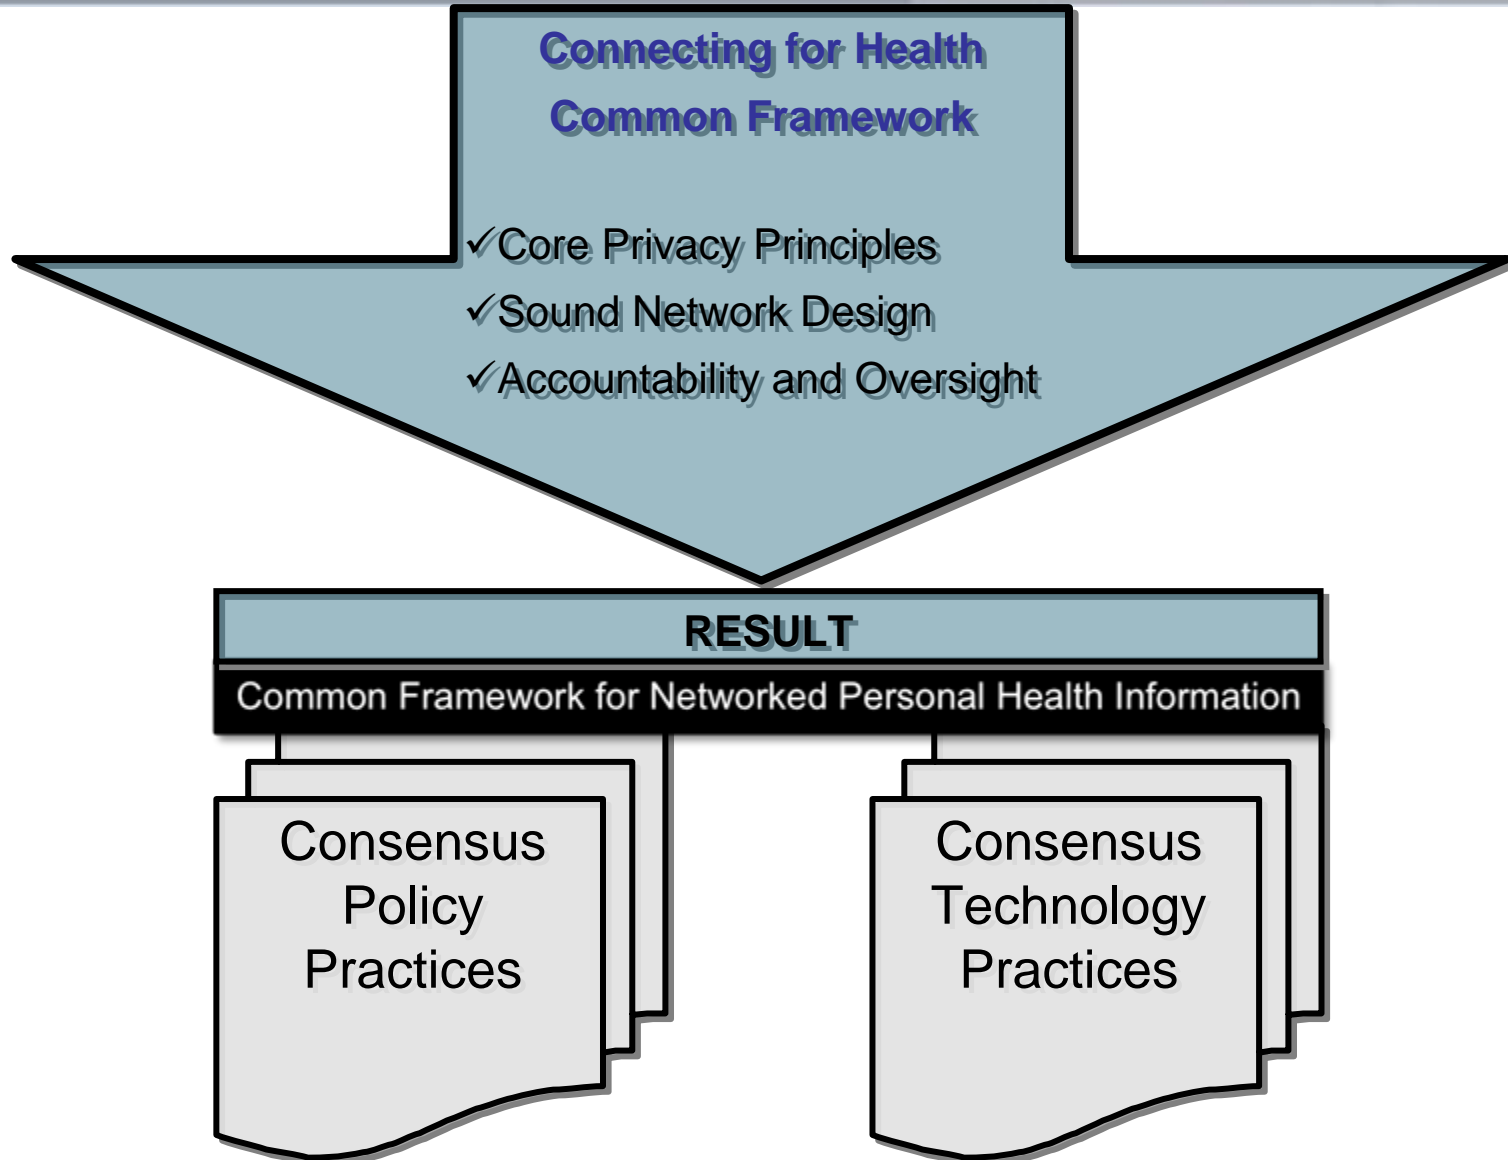 Connecting for Health
Common Framework
✓Core Privacy Principles
✓Sound Network Design
✓Accountability and Oversight
RESULT
Common Framework for Networked Personal Health Information
Consensus
Policy
Practices
Consensus
Technology
Practices